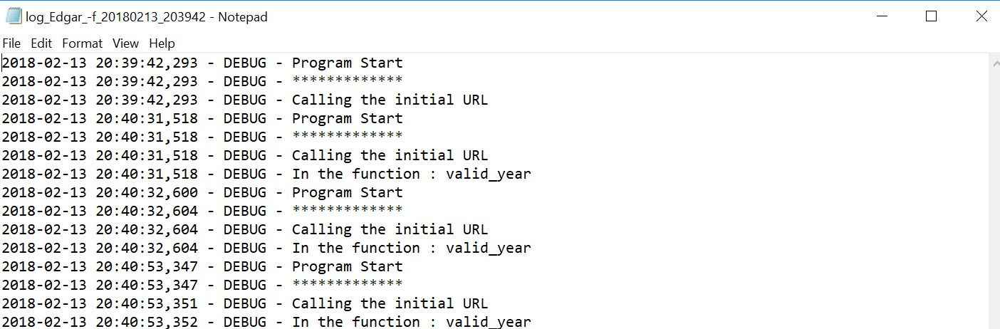 log_Edgar_-f_20180213_203942 - Notepad
File Edit Format View Help
2018-02-13 20:39:42,293 - DEBUG - Program Start
2018-02-13 20:39:42,293 - DEBUG - *************
2018-02-13 20:39:42,293 - DEBUG - Calling the initial URL
2018-02-13 20:40:31,518 - DEBUG - Program Start
2018-02-13 20:40:31,518 - DEBUG - *************
2018-02-13 20:40:31,518 - DEBUG - Calling the initial URL
2018-02-13 20:40:31,518 - DEBUG - In the function : valid_year
2018-02-13 20:40:32,600 - DEBUG - Program Start
2018-02-13 20:40:32,604 - DEBUG - *************
2018-02-13 20:40:32,604 - DEBUG - Calling the initial URL
2018-02-13 20:40:32,604 - DEBUG - In the function : valid_year
2018-02-13 20:40:53,347 - DEBUG - Program Start
2018-02-13 20:40:53,347 - DEBUG - *************
2018-02-13 20:40:53,351 - DEBUG - Calling the initial URL
2018-02-13 20:40:53,352 - DEBUG - In the function : valid_year